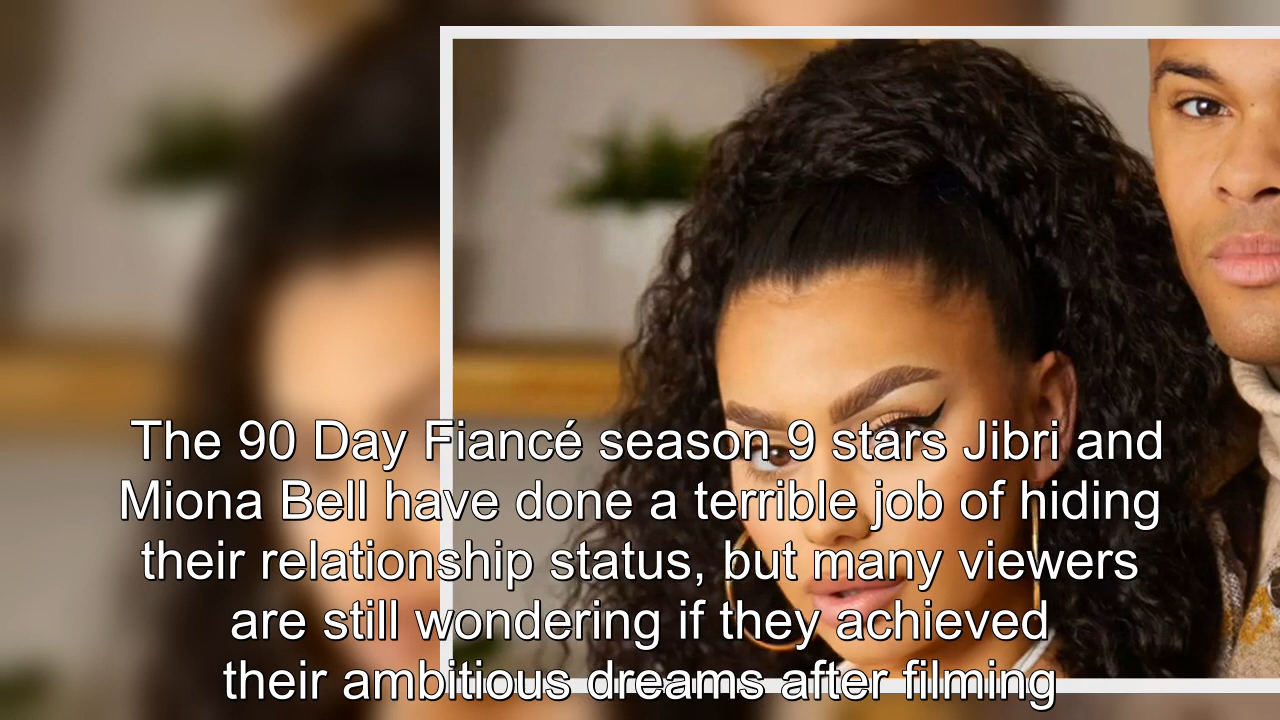 The 90 Day Fiancé season 9 stars Jibri and
Miona Bell have done a terrible job of hiding
their relationship status, but many viewers
are still wondering if they achieved
their ambitious dreams after filming